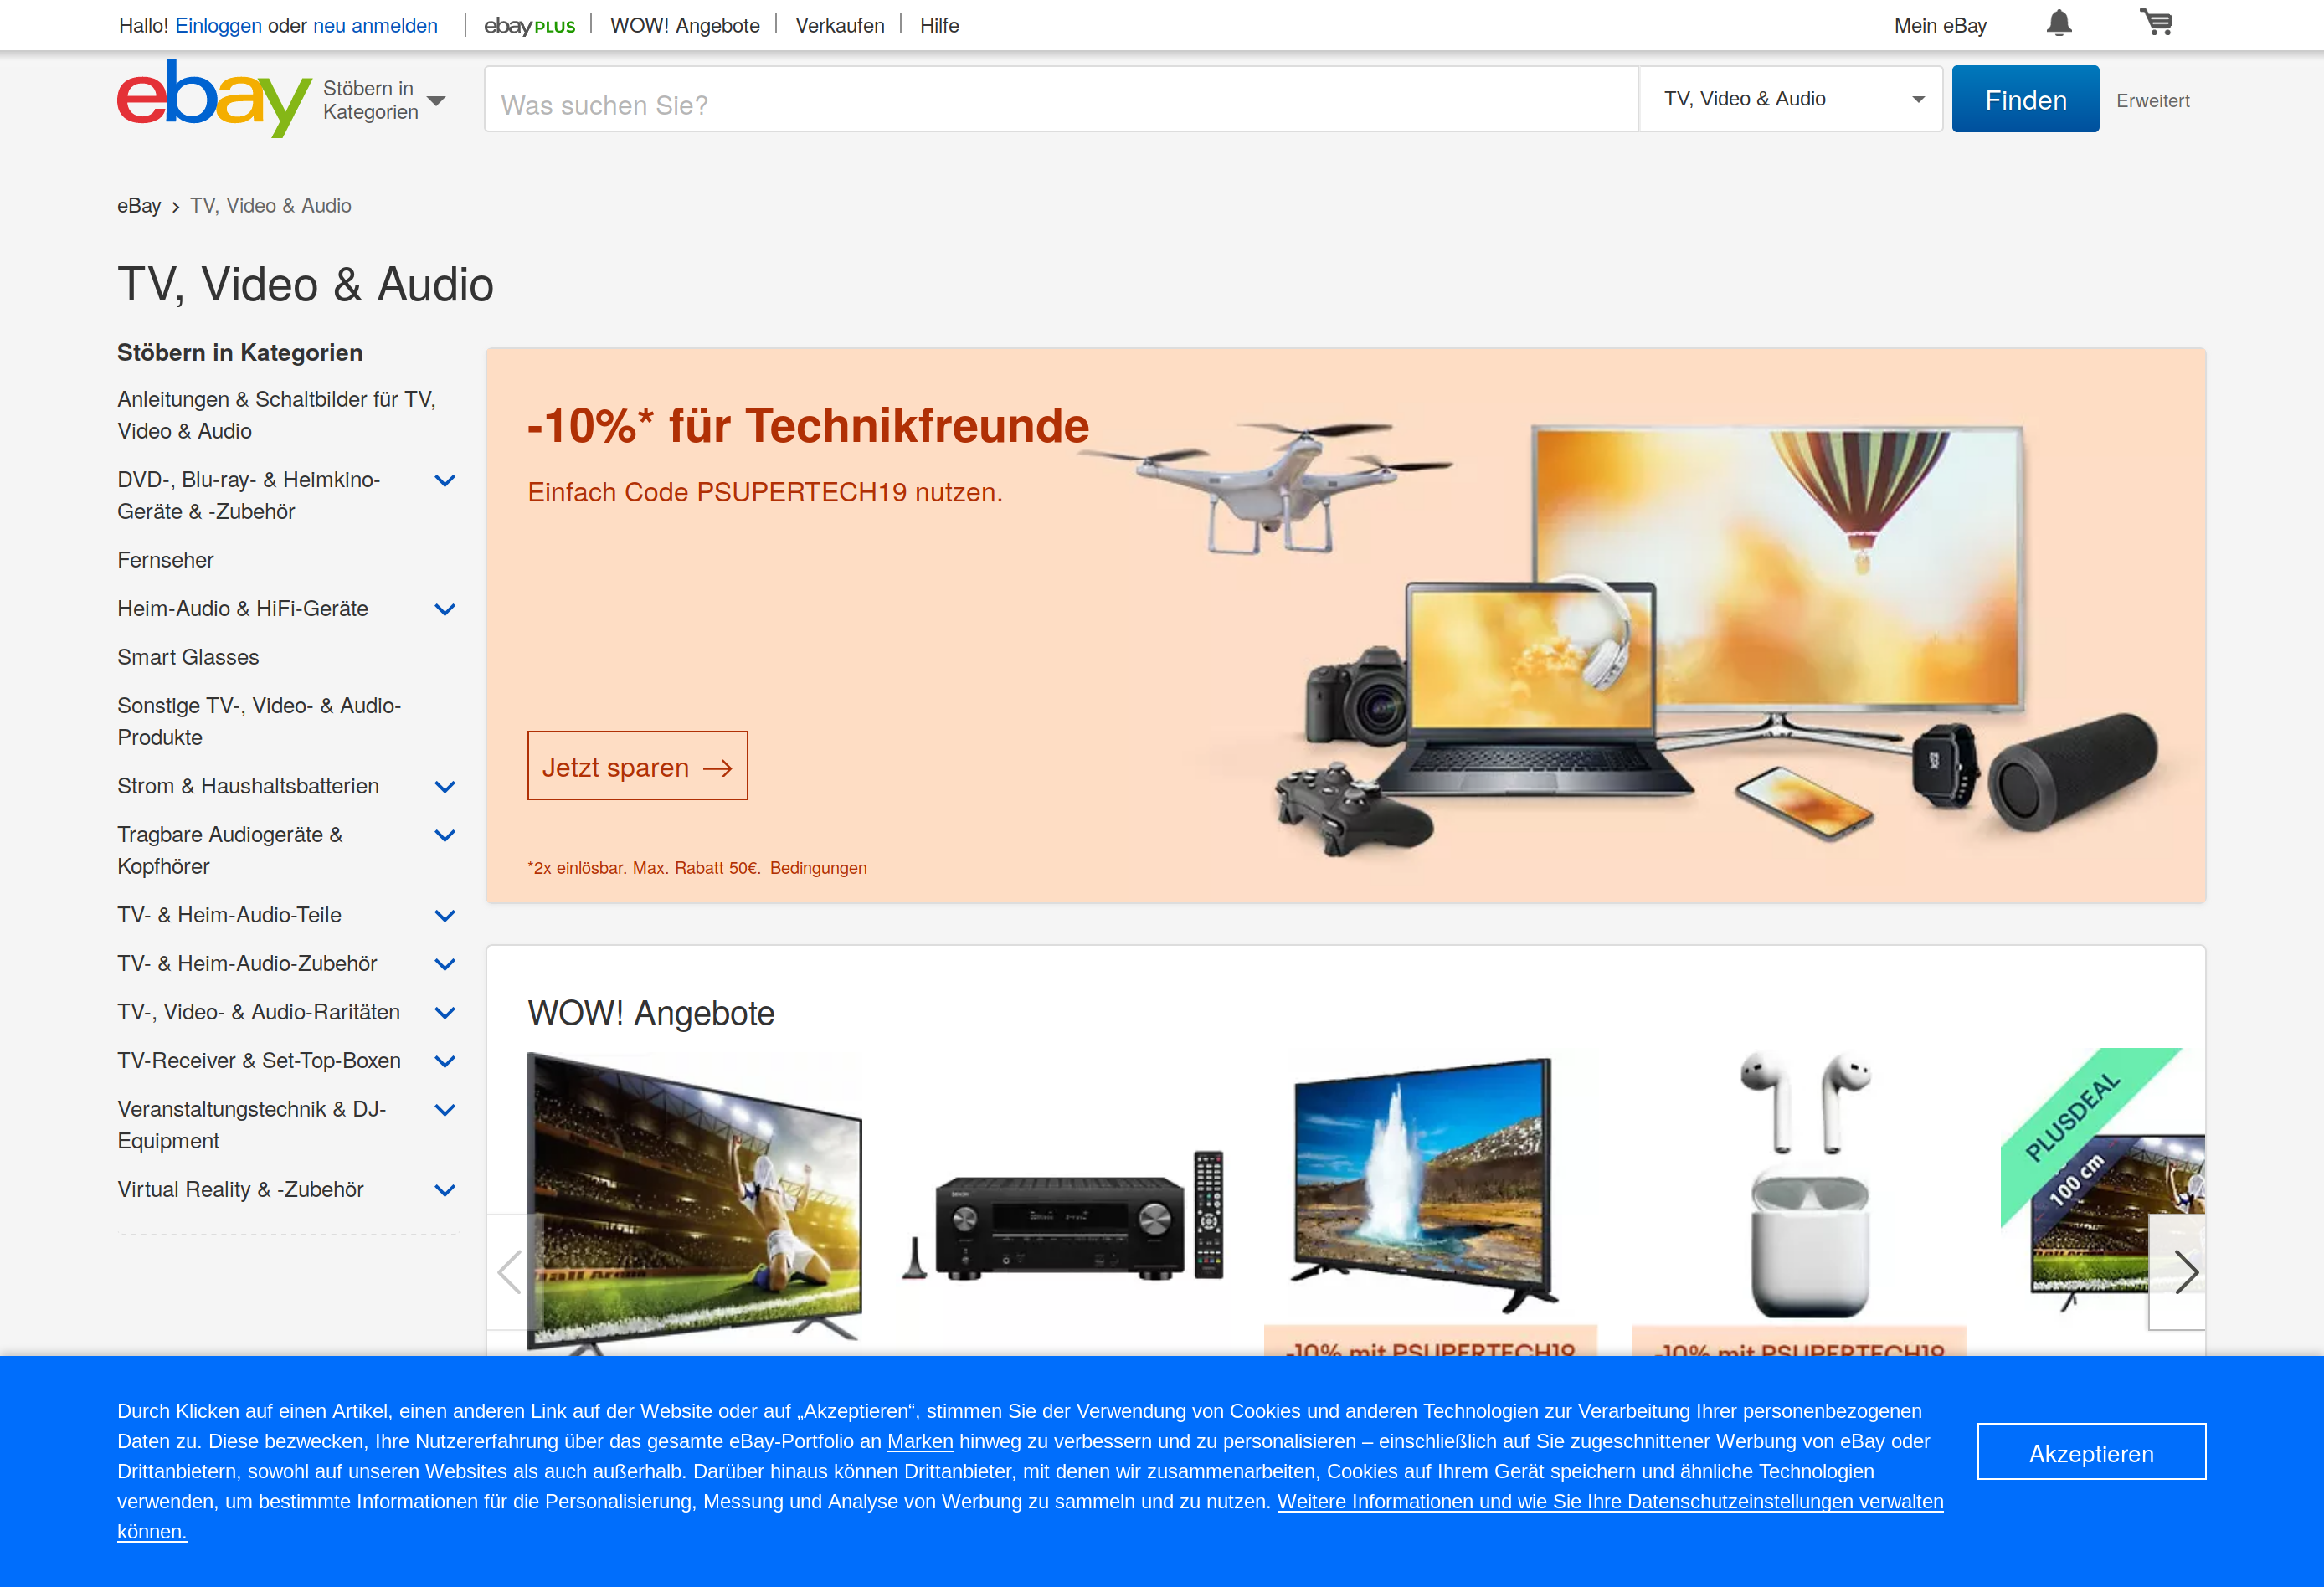 Hallo! Einloggen oder neu anmelden
ebay PLUS
WOW! Angebote
Verkaufen
Hilfe
Mein eBay
ebay
Stöbern in
Kategorien
Was suchen Sie?
TV, Video & Audio
Finden
Erweitert
eBay
TV, Video & Audio
TV, Video & Audio
Stöbern in Kategorien
Anleitungen & Schaltbilder für TV,
Video & Audio
DVD-, Blu-ray- & Heimkino-
Geräte & -Zubehör
Fernseher
Heim-Audio & HiFi-Geräte
Smart Glasses
Sonstige TV-, Video- & Audio-
Produkte
Strom & Haushaltsbatterien
Tragbare Audiogeräte &
Kopfhörer
TV- & Heim-Audio-Teile
TV- & Heim-Audio-Zubehör
TV-, Video- & Audio-Raritäten
TV-Receiver & Set-Top-Boxen
Veranstaltungstechnik & DJ-
Equipment
Virtual Reality & -Zubehör
-10%* für Technikfreunde
Einfach Code PSUPERTECH19 nutzen.
Jetzt sparen
*2x einlösbar. Max. Rabatt 50€. Bedingungen
WOW! Angebote
PLUSDEAL
100 cm
-10% mit PSUPERTECH19
-10% mit PSUPERTECH19
Durch Klicken auf einen Artikel, einen anderen Link auf der Website oder auf „Akzeptieren“, stimmen Sie der Verwendung von Cookies und anderen Technologien zur Verarbeitung Ihrer personenbezogenen
Daten zu. Diese bezwecken, Ihre Nutzererfahrung über das gesamte eBay-Portfolio an Marken hinweg zu verbessern und zu personalisieren – einschließlich auf Sie zugeschnittener Werbung von eBay oder
Drittanbietern, sowohl auf unseren Websites als auch außerhalb. Darüber hinaus können Drittanbieter, mit denen wir zusammenarbeiten, Cookies auf Ihrem Gerät speichern und ähnliche Technologien
verwenden, um bestimmte Informationen für die Personalisierung, Messung und Analyse von Werbung zu sammeln und zu nutzen. Weitere Informationen und wie Sie Ihre Datenschutzeinstellungen verwalten
können.
Akzeptieren